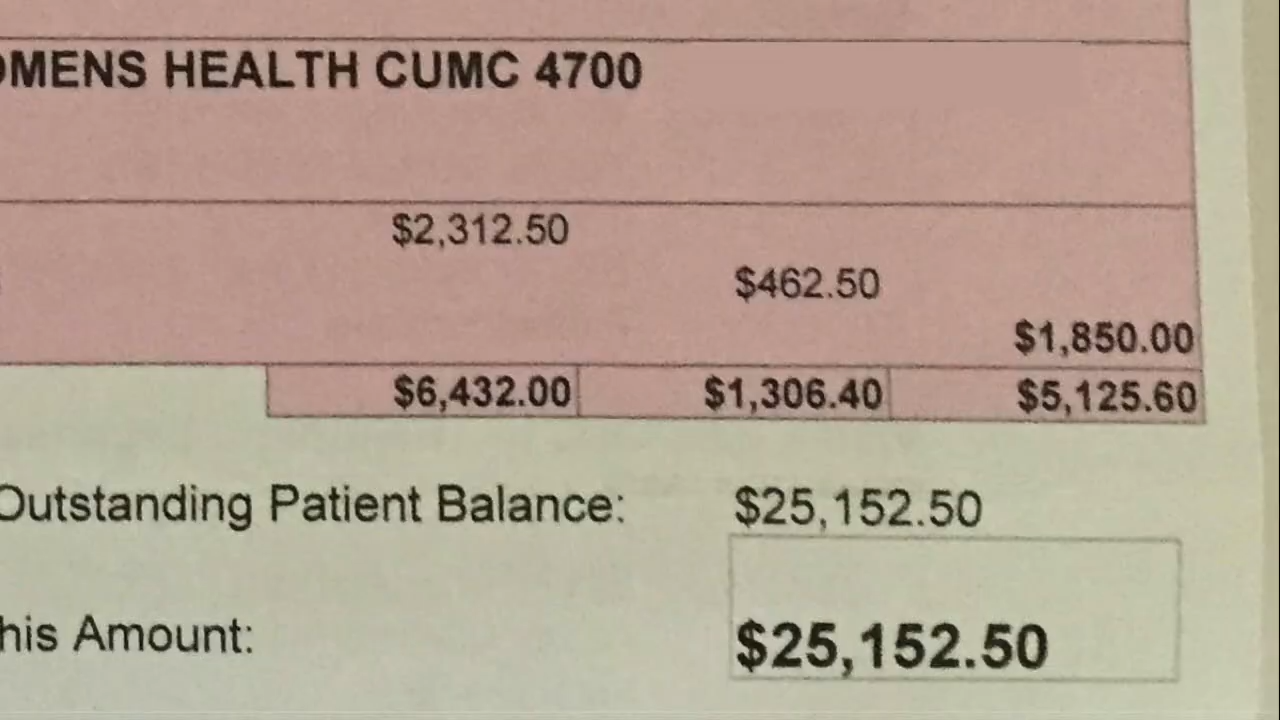 OMENS HEALTH CUMC 4700
$2,312.50
$462.50
$1,850.00
$6,432.00 $1,306.40 $5,125.60
Outstanding Patient Balance: $25,152.50
his Amount: $25,152.50